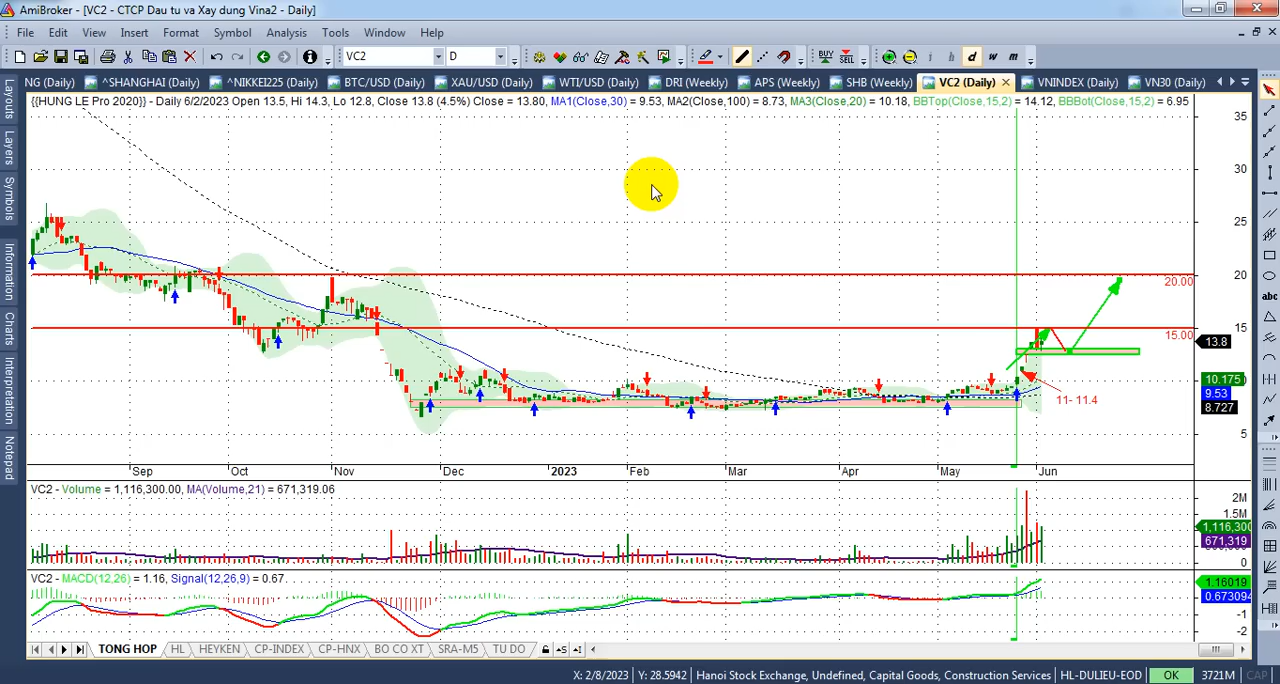 AmiBroker - [VC2 - CTCP Dau tu va Xay dung Vina2 - Daily]
File Edit View Insert Format Symbol Analysis Tools Window Help
VC2 D BUY SELL i h d w m
NG (Daily) ^SHANGHAI (Daily) ^NIKKEI225 (Daily) BTC/USD (Daily) XAU/USD (Daily) WTI/USD (Daily) DRI (Weekly) APS (Weekly) SHB (Weekly) VC2 (Daily) VNINDEX (Daily) VN30 (Daily)
{{HUNG LE Pro 2020}} - Daily 6/2/2023 Open 13.5, Hi 14.3, Lo 12.8, Close 13.8 (4.5%) Close = 13.80, MA1(Close,30) = 9.53, MA2(Close,100) = 8.73, MA3(Close,20) = 10.18, BBTop(Close,15,2) = 14.12, BBBot(Close,15,2) = 6.95
Layouts
Layers
Symbols
Information
Charts
Interpretation
Notepad
35
30
25
20
20.00
15
15.00
13.8
10.175
9.53
8.727
5
11- 11.4
Sep Oct Nov Dec 2023 Feb Mar Apr May Jun
VC2 - Volume = 1,116,300.00, MA(Volume,21) = 671,319.06
2M
1.5M
1,116,300
671,319
0
VC2 - MACD(12,26) = 1.16, Signal(12,26,9) = 0.67
1.16019
0.673094
-1
-2
TONG HOP HL HEYKEN CP-INDEX CP-HNX BO CO XT SRA-M5 TU DO
X: 2/8/2023 Y: 28.5942 Hanoi Stock Exchange, Undefined, Capital Goods, Construction Services HL-DULIEU-EOD OK 3721M CAP
abc